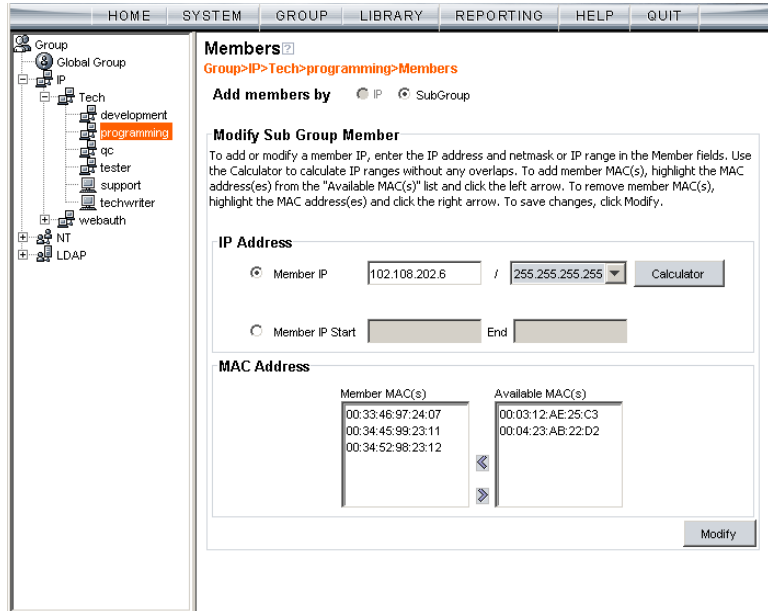 HOME SYSTEM GROUP LIBRARY REPORTING HELP QUIT
Group
Global Group
IP
Tech
development
programming
qc
tester
support
techwriter
webauth
NT
LDAP
Members?
Group>IP>Tech>programming>Members
Add members by IP SubGroup
Modify Sub Group Member
To add or modify a member IP, enter the IP address and netmask or IP range in the Member fields. Use
the Calculator to calculate IP ranges without any overlaps. To add member MAC(s), highlight the MAC
address(es) from the "Available MAC(s)" list and click the left arrow. To remove member MAC(s),
highlight the MAC address(es) and click the right arrow. To save changes, click Modify.
IP Address
Member IP 102.108.202.6 / 255.255.255.255 Calculator
Member IP Start End
MAC Address
Member MAC(s) Available MAC(s)
00:33:46:97:24:07 00:03:12:AE:25:C3
00:34:45:99:23:11 00:04:23:AB:22:D2
00:34:52:98:23:12
Modify